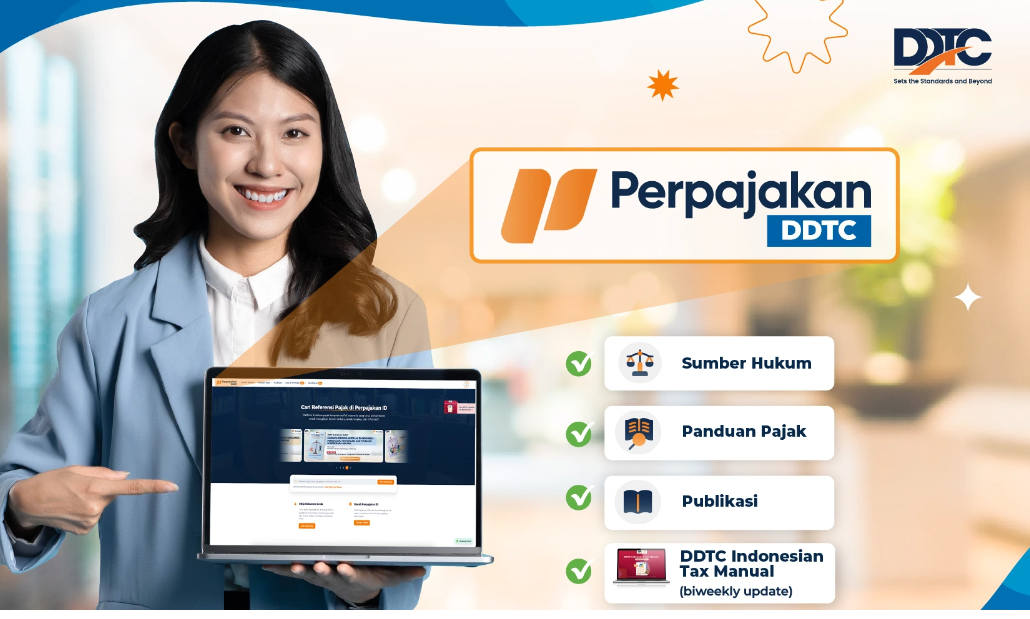 DDTC
Sets the Standards and Beyond
Perpajakan
DDTC
Perpajakan
Cari Referensi Pajak di Perpajakan ID
Sumber Hukum
Panduan Pajak
Publikasi
DDTC Indonesian
Tax Manual
(biweekly update)